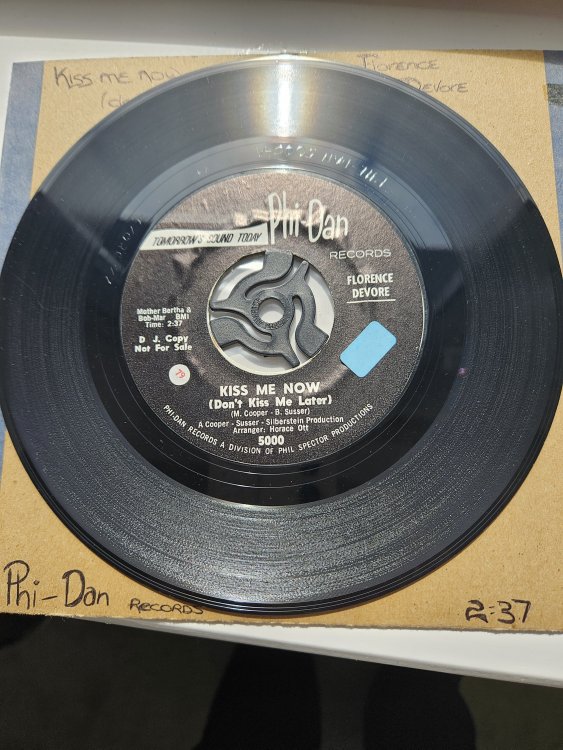 Kiss me now
Florence
Devore
TOMORROW'S SOUND TODAY
Phi-Dan
RECORDS
FLORENCE
DEVORE
Mother Bertha &
Bob-Mar BMI
Time: 2:37
D J. Copy
Not For Sale
KISS ME NOW
(Don't Kiss Me Later)
(M. Cooper - B. Susser)
A Cooper - Susser - Silberstein Production
Arranger: Horace Ott
5000
PHI-DAN RECORDS A DIVISION OF PHIL SPECTOR PRODUCTIONS
Phi-Dan RECORDS
2:37